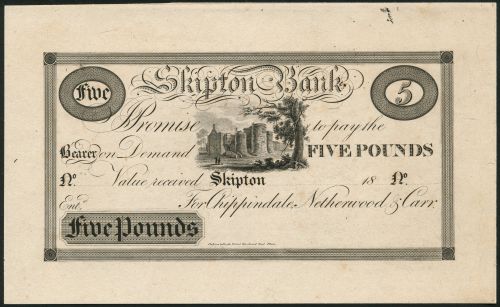 Five Skipton Bank 5
Promise to pay the
Bearer on Demand FIVE POUNDS
No. Value received Skipton 18 No.
Ent. For Chippindale, Netherwood & Carr.
Five Pounds